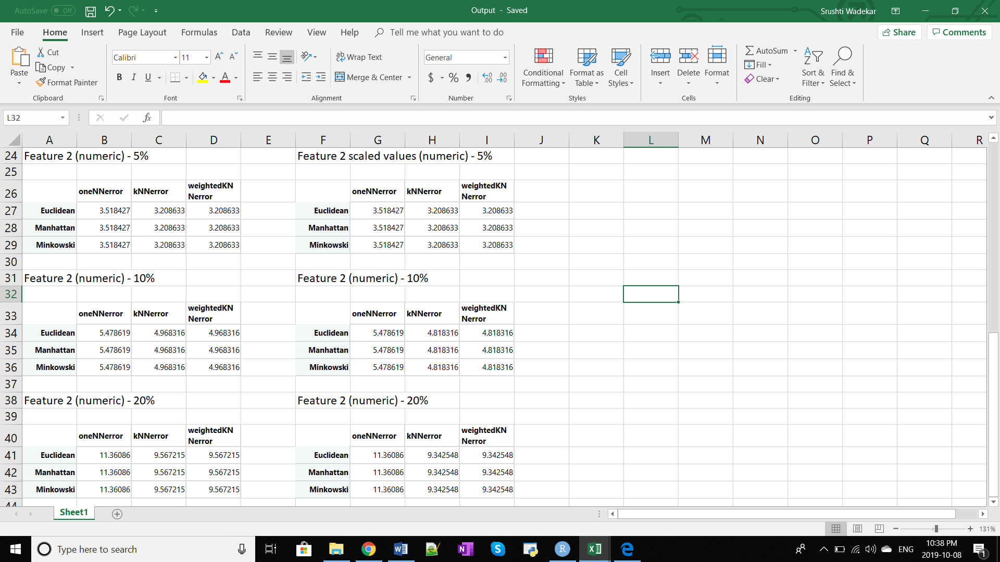 AutoSave Off
Output - Saved
Srushti Wadekar
File Home Insert Page Layout Formulas Data Review View Help Tell me what you want to do
Share Comments
Paste
Cut
Copy
Format Painter
Clipboard
Calibri 11
B I U
Font
Wrap Text
Merge & Center
Alignment
General
$ % ,
Number
Conditional Formatting
Format as Table
Cell Styles
Styles
Insert Delete Format
Cells
AutoSum
Fill
Clear
Sort & Filter
Find & Select
Editing
L32
fx
A B C D E F G H I J K L M N O P Q R
24 Feature 2 (numeric) - 5% Feature 2 scaled values (numeric) - 5%
25
26 oneNNerror kNNerror weightedKNNerror oneNNerror kNNerror weightedKNNerror
27 Euclidean 3.518427 3.208633 3.208633 Euclidean 3.518427 3.208633 3.208633
28 Manhattan 3.518427 3.208633 3.208633 Manhattan 3.518427 3.208633 3.208633
29 Minkowski 3.518427 3.208633 3.208633 Minkowski 3.518427 3.208633 3.208633
30
31 Feature 2 (numeric) - 10% Feature 2 (numeric) - 10%
32
33 oneNNerror kNNerror weightedKNNerror oneNNerror kNNerror weightedKNNerror
34 Euclidean 5.478619 4.968316 4.968316 Euclidean 5.478619 4.818316 4.818316
35 Manhattan 5.478619 4.968316 4.968316 Manhattan 5.478619 4.818316 4.818316
36 Minkowski 5.478619 4.968316 4.968316 Minkowski 5.478619 4.818316 4.818316
37
38 Feature 2 (numeric) - 20% Feature 2 (numeric) - 20%
39
40 oneNNerror kNNerror weightedKNNerror oneNNerror kNNerror weightedKNNerror
41 Euclidean 11.36086 9.567215 9.567215 Euclidean 11.36086 9.342548 9.342548
42 Manhattan 11.36086 9.567215 9.567215 Manhattan 11.36086 9.342548 9.342548
43 Minkowski 11.36086 9.567215 9.567215 Minkowski 11.36086 9.342548 9.342548
44
Sheet1
131%
Type here to search
ENG
10:38 PM
2019-10-08
1